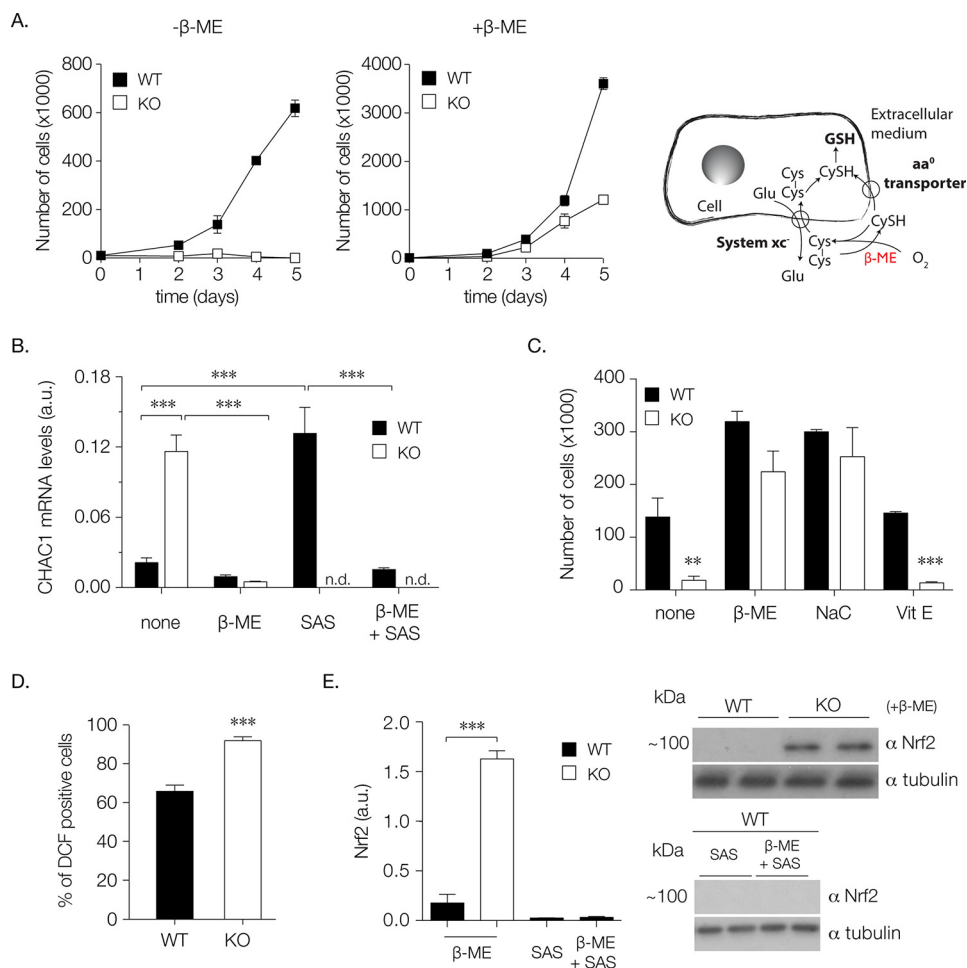 A.
-β-ME
+β-ME
WT
KO
Number of cells (x1000)
800
600
400
200
0
0 1 2 3 4 5
time (days)
WT
KO
Number of cells (x1000)
4000
3000
2000
1000
0
0 1 2 3 4 5
time (days)
Extracellular
medium
GSH
aa⁰
transporter
CySH
Cys
Cys
Glu
Cell
CySH
System xc⁻
Cys
Cys
β-ME
O₂
Glu
B.
CHAC1 mRNA levels (a.u.)
0.18
0.12
0.06
0.00
***
***
***
***
WT
KO
n.d.
n.d.
none
β-ME
SAS
β-ME
+ SAS
C.
WT
KO
Number of cells (x1000)
400
300
200
100
0
**
***
none
β-ME
NaC
Vit E
D.
% of DCF positive cells
100
80
60
40
20
0
***
WT
KO
E.
Nrf2 (a.u.)
2.0
1.5
1.0
0.5
0.0
***
WT
KO
β-ME
SAS
β-ME
+ SAS
kDa
WT
KO
(+β-ME)
~100
α Nrf2
α tubulin
WT
kDa
SAS
β-ME
+ SAS
~100
α Nrf2
α tubulin